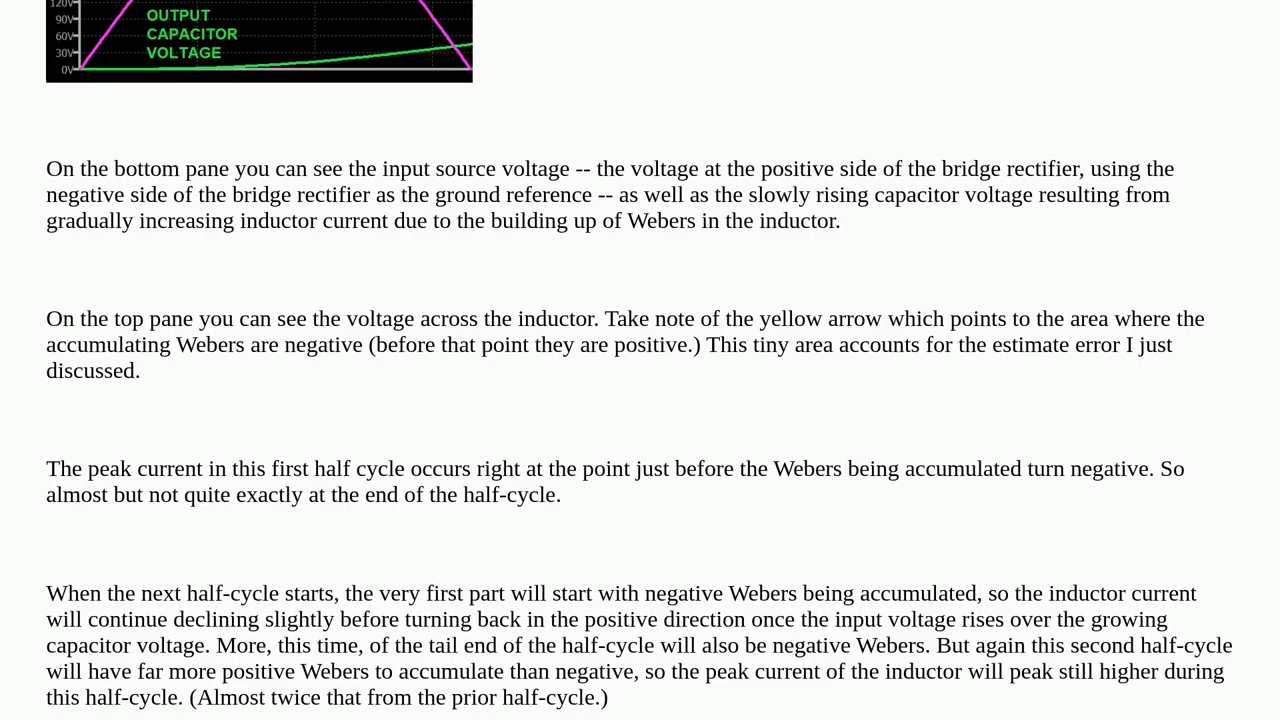 120V
90V
60V
30V
0V
OUTPUT
CAPACITOR
VOLTAGE
On the bottom pane you can see the input source voltage -- the voltage at the positive side of the bridge rectifier, using the
negative side of the bridge rectifier as the ground reference -- as well as the slowly rising capacitor voltage resulting from
gradually increasing inductor current due to the building up of Webers in the inductor.
On the top pane you can see the voltage across the inductor. Take note of the yellow arrow which points to the area where the
accumulating Webers are negative (before that point they are positive.) This tiny area accounts for the estimate error I just
discussed.
The peak current in this first half cycle occurs right at the point just before the Webers being accumulated turn negative. So
almost but not quite exactly at the end of the half-cycle.
When the next half-cycle starts, the very first part will start with negative Webers being accumulated, so the inductor current
will continue declining slightly before turning back in the positive direction once the input voltage rises over the growing
capacitor voltage. More, this time, of the tail end of the half-cycle will also be negative Webers. But again this second half-cycle
will have far more positive Webers to accumulate than negative, so the peak current of the inductor will peak still higher during
this half-cycle. (Almost twice that from the prior half-cycle.)